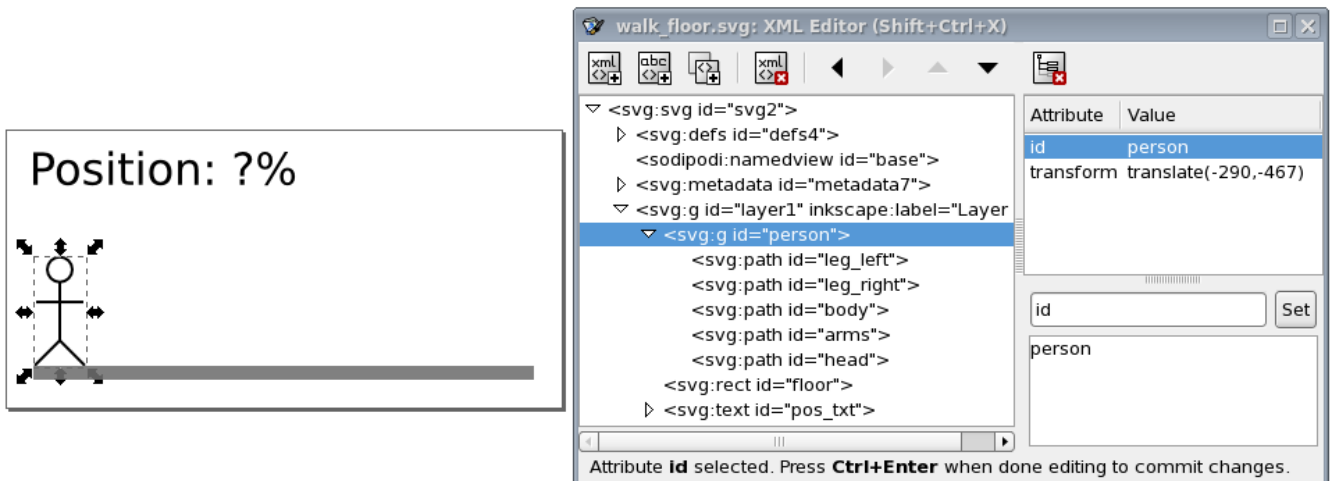 Position: ?%
walk_floor.svg: XML Editor (Shift+Ctrl+X)
xml
abc
xml
<svg:svg id="svg2">
<svg:defs id="defs4">
<sodipodi:namedview id="base">
<svg:metadata id="metadata7">
<svg:g id="layer1" inkscape:label="Layer
<svg:g id="person">
<svg:path id="leg_left">
<svg:path id="leg_right">
<svg:path id="body">
<svg:path id="arms">
<svg:path id="head">
<svg:rect id="floor">
<svg:text id="pos_txt">
Attribute Value
id person
transform translate(-290,-467)
id Set
person
Attribute id selected. Press Ctrl+Enter when done editing to commit changes.